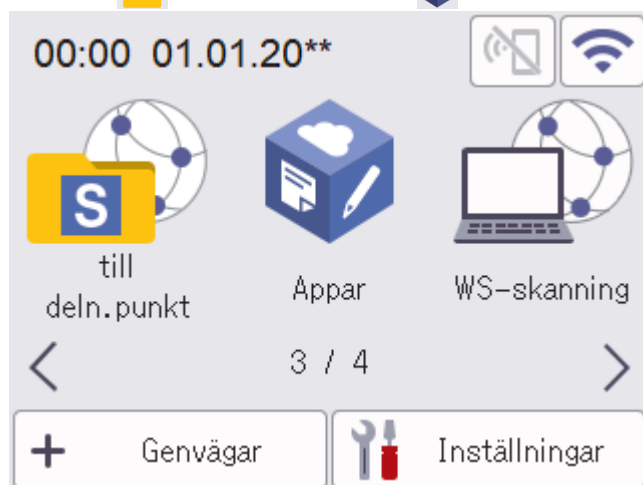 00:00 01.01.20**
S
till
deln.punkt
Appar
WS-skanning
3 / 4
Genvägar
Inställningar